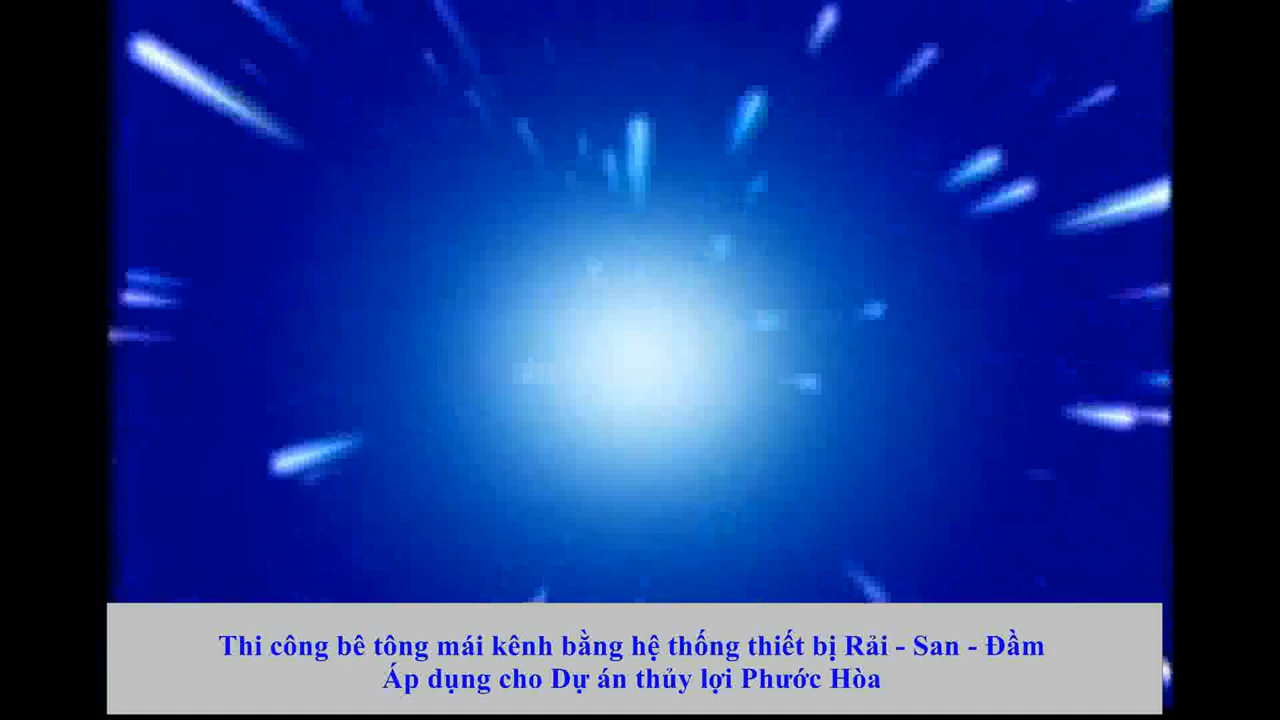 Thi công bê tông mái kênh bằng hệ thống thiết bị Rải - San - Đầm
Áp dụng cho Dự án thủy lợi Phước Hòa